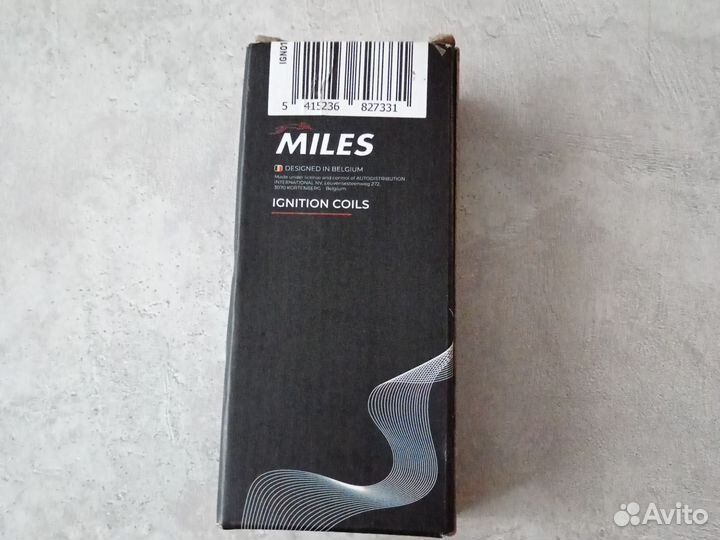 IGN01
5 415236 827331
MILES
DESIGNED IN BELGIUM
Made under license and control of AUTODISTRIBUTION
INTERNATIONAL NV, Leuvensesteenweg 272,
3070 KORTENBERG - Belgium
IGNITION COILS
Avito